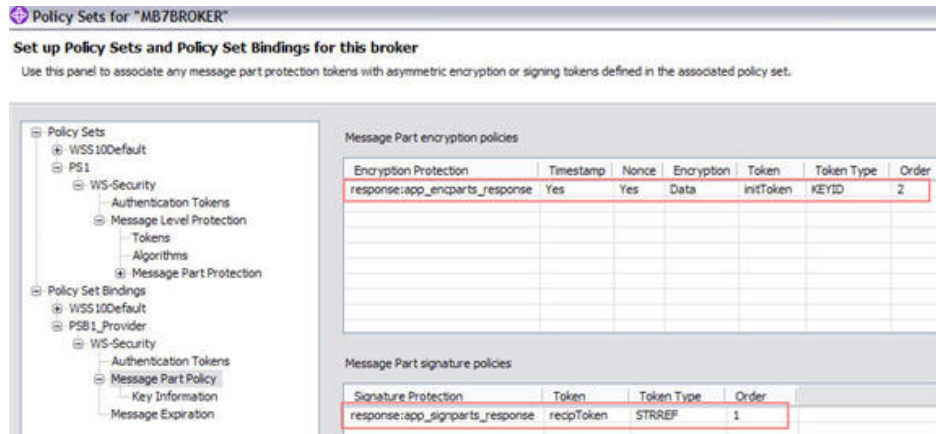 Policy Sets for "MB7BROKER"
Set up Policy Sets and Policy Set Bindings for this broker
Use this panel to associate any message part protection tokens with asymmetric encryption or signing tokens defined in the associated policy set.
Policy Sets
WSS10Default
PS1
WS-Security
Authentication Tokens
Message Level Protection
Tokens
Algorithms
Message Part Protection
Policy Set Bindings
WSS10Default
PSB1_Provider
WS-Security
Authentication Tokens
Message Part Policy
Key Information
Message Expiration
Message Part encryption policies
Encryption Protection Timestamp Nonce Encryption Token Token Type Order
response:app_encparts_response Yes Yes Data initToken KEYID 2
Message Part signature policies
Signature Protection Token Token Type Order
response:app_signparts_response recipToken STRREF 1